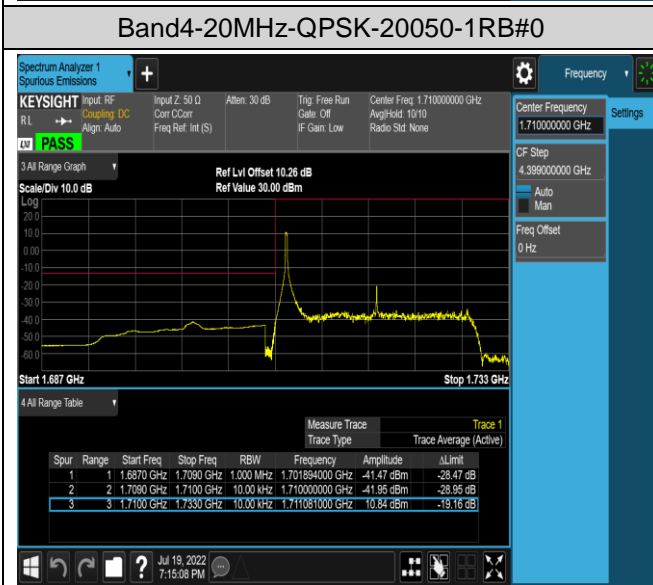 Band4-20MHz-QPSK-20050-1RB#0
Spectrum Analyzer 1
Spurious Emissions
Frequency
KEYSIGHT
RL
LXI
PASS
Input: RF
Coupling: DC
Align: Auto
Input Z: 50 Ω
Corr CCorr
Freq Ref: Int (S)
Atten: 30 dB
Trig: Free Run
Gate: Off
IF Gain: Low
Center Freq: 1.710000000 GHz
Avg|Hold: 10/10
Radio Std: None
Center Frequency
1.710000000 GHz
Settings
CF Step
4.399000000 GHz
Auto
Man
Freq Offset
0 Hz
3 All Range Graph
Scale/Div 10.0 dB
Ref Lvl Offset 10.26 dB
Ref Value 30.00 dBm
Log
20.0
10.0
0.00
-10.0
-20.0
-30.0
-40.0
-50.0
-60.0
Start 1.687 GHz
Stop 1.733 GHz
4 All Range Table
Measure Trace Trace 1
Trace Type Trace Average (Active)
Spur Range Start Freq Stop Freq RBW Frequency Amplitude ΔLimit
1 1 1.6870 GHz 1.7090 GHz 1.000 MHz 1.701894000 GHz -41.47 dBm -28.47 dB
2 2 1.7090 GHz 1.7100 GHz 10.00 kHz 1.710000000 GHz -41.95 dBm -28.95 dB
3 3 1.7100 GHz 1.7330 GHz 10.00 kHz 1.711081000 GHz 10.84 dBm -19.16 dB
Jul 19, 2022
7:15:08 PM